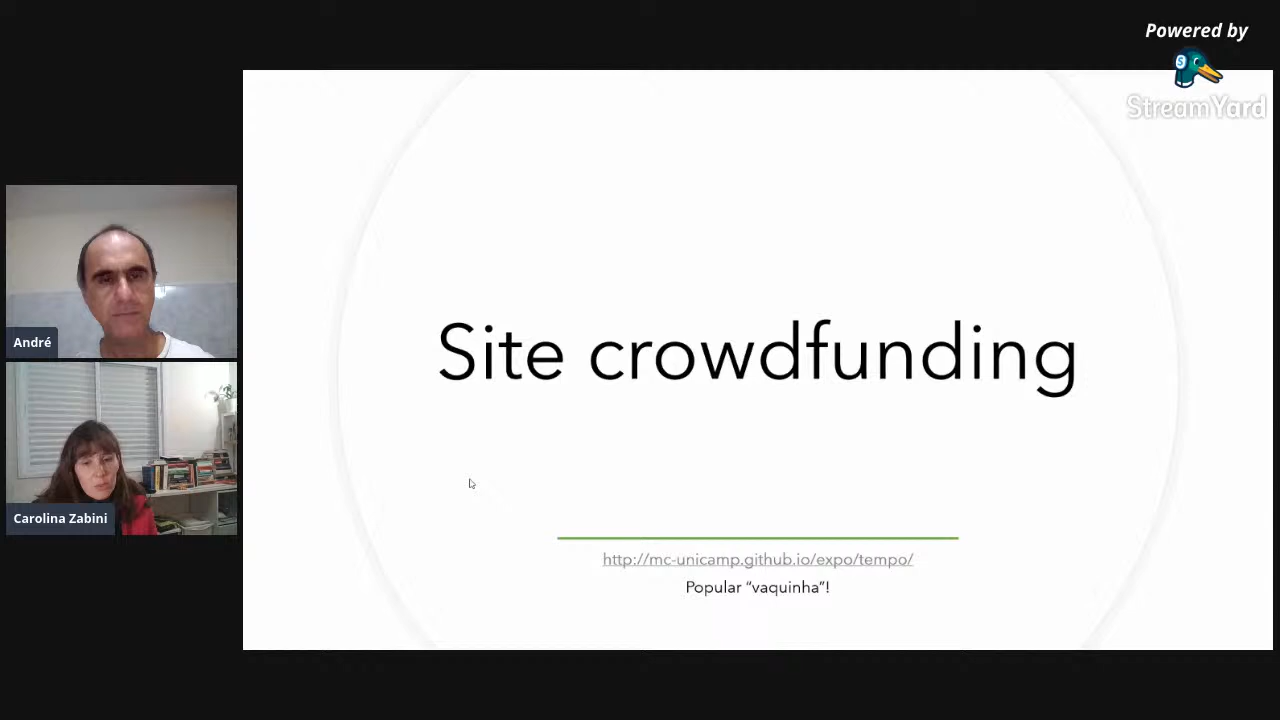 Powered by
StreamYard
André
Carolina Zabini
Site crowdfunding
http://mc-unicamp.github.io/expo/tempo/
Popular “vaquinha”!